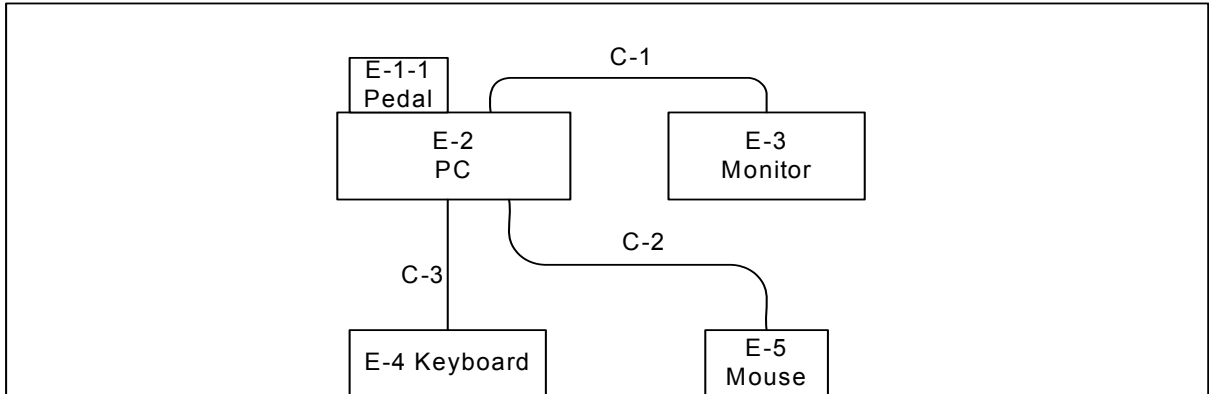 C-1
E-1-1
Pedal
E-2
PC
E-3
Monitor
C-2
C-3
E-4 Keyboard
E-5
Mouse